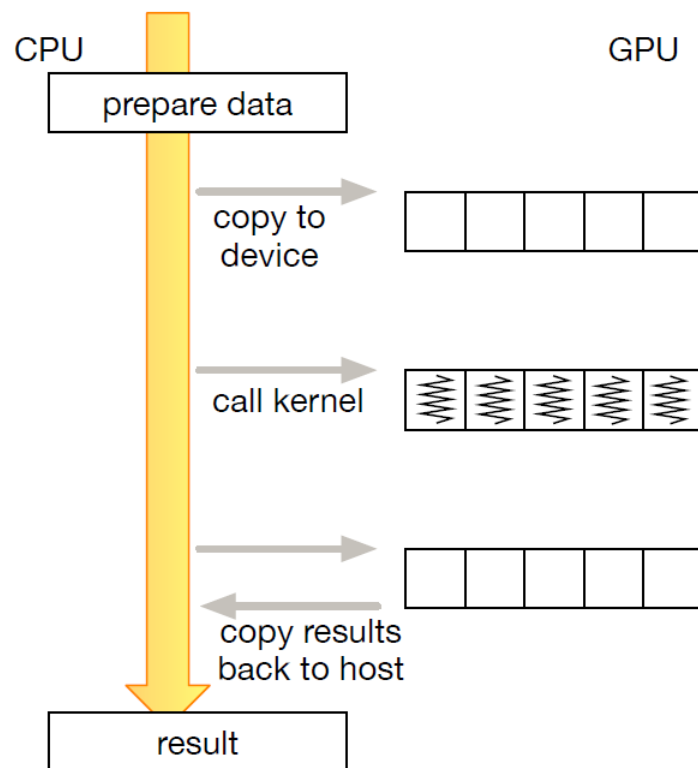 CPU
GPU
prepare data
copy to
device
call kernel
copy results
back to host
result